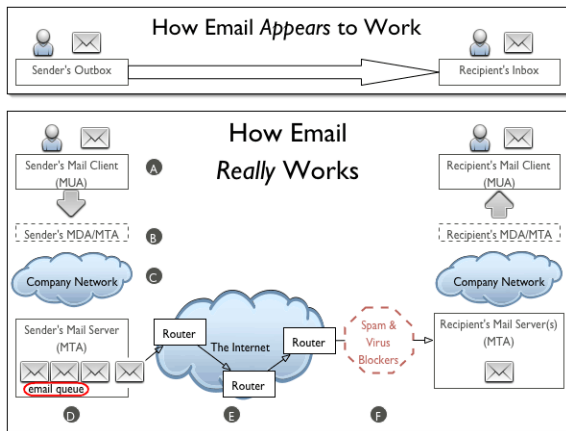 How Email Appears to Work
Sender's Outbox
Recipient's Inbox
How Email
Really Works
Sender's Mail Client
(MUA)
A
Recipient's Mail Client
(MUA)
Sender's MDA/MTA
B
Recipient's MDA/MTA
Company Network
C
Company Network
Sender's Mail Server
(MTA)
email queue
Router
The Internet
Router
Router
Spam &
Virus
Blockers
Recipient's Mail Server(s)
(MTA)
D
E
F